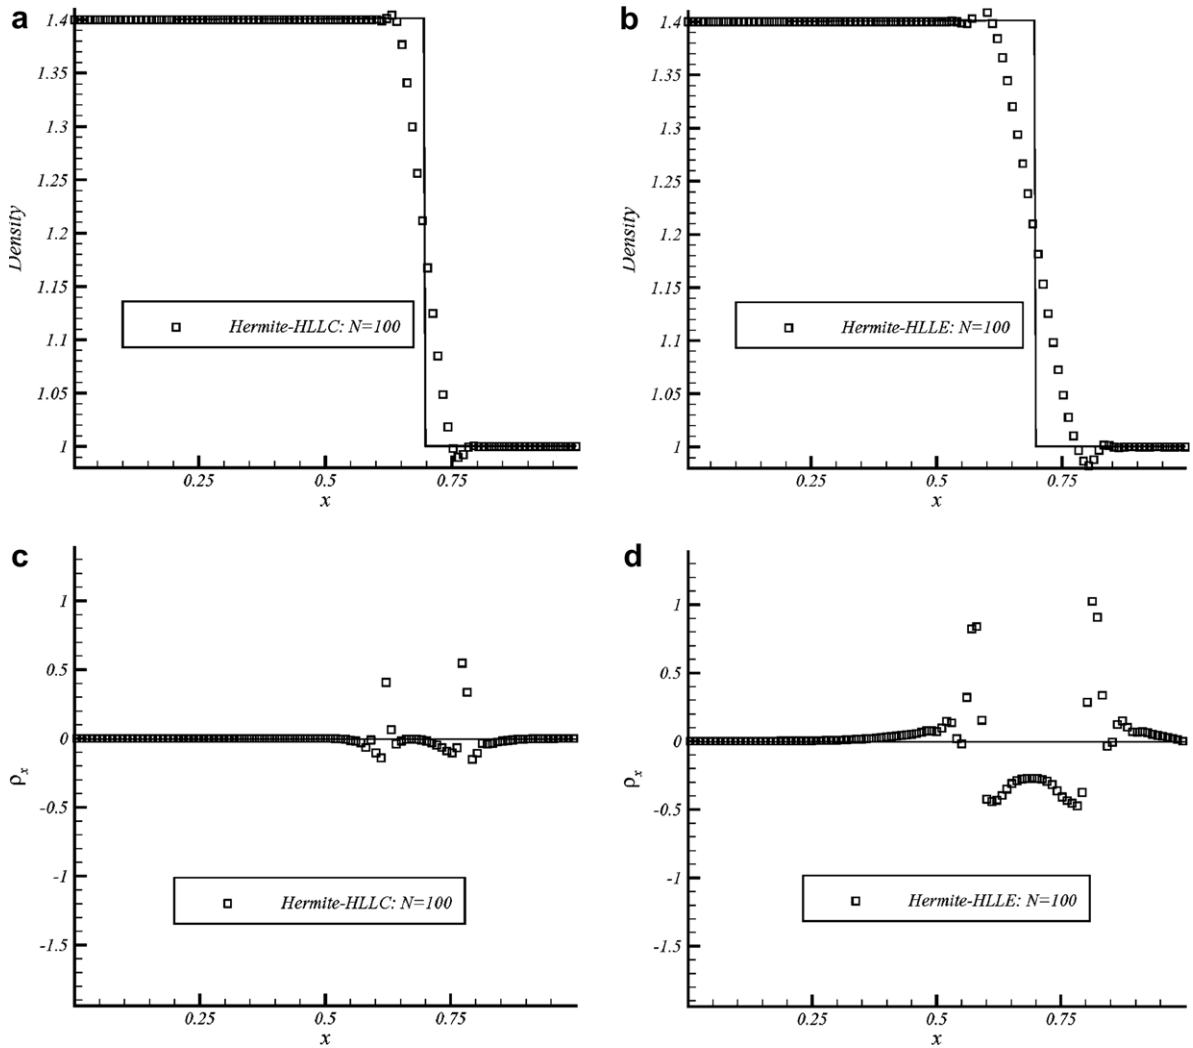 a
1.4
1.35
1.3
1.25
1.2
1.15
1.1
1.05
1
Density
Hermite-HLLC: N=100
0.25
0.5
0.75
x
b
1.4
1.35
1.3
1.25
1.2
1.15
1.1
1.05
1
Density
Hermite-HLLE: N=100
0.25
0.5
0.75
x
c
1
0.5
0
-0.5
-1
-1.5
ρx
Hermite-HLLC: N=100
0.25
0.5
0.75
x
d
1
0.5
0
-0.5
-1
-1.5
ρx
Hermite-HLLE: N=100
0.25
0.5
0.75
x